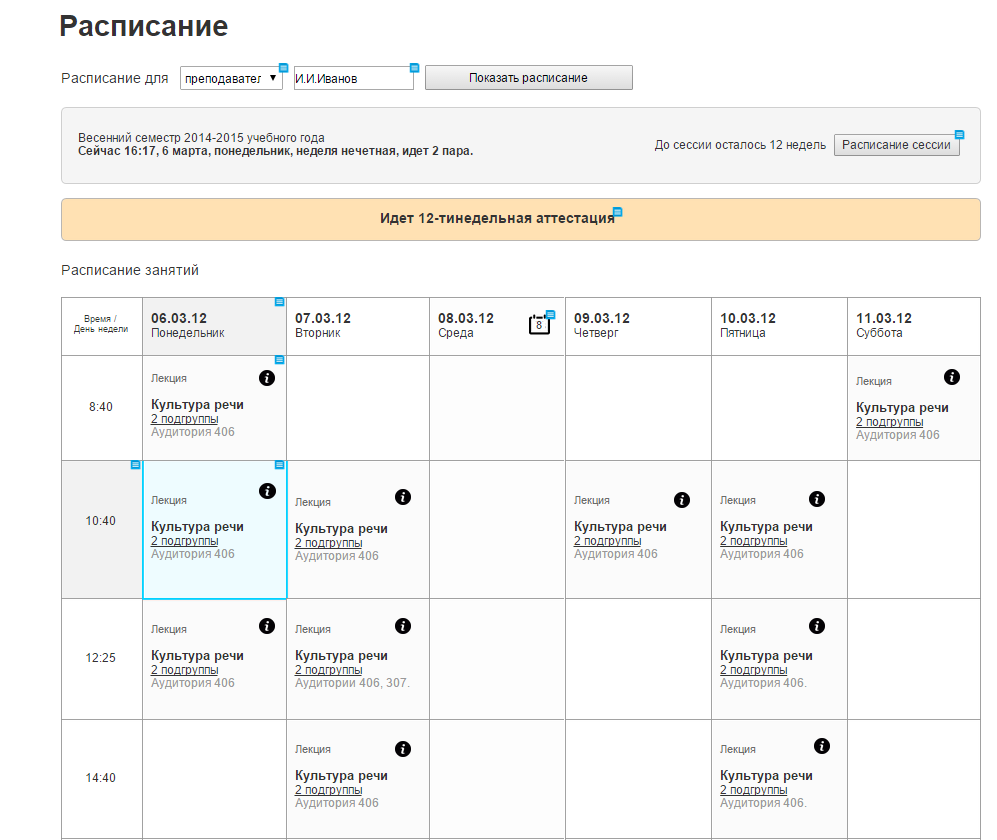 Расписание
Расписание для преподавател И.И.Иванов Показать расписание
Весенний семестр 2014-2015 учебного года
Сейчас 16:17, 6 марта, понедельник, неделя нечетная, идет 2 пара.
До сессии осталось 12 недель Расписание сессии
Идет 12-тинедельная аттестация
Расписание занятий
Время /
День недели
06.03.12
Понедельник
07.03.12
Вторник
08.03.12
Среда
8
09.03.12
Четверг
10.03.12
Пятница
11.03.12
Суббота
8:40
Лекция
Культура речи
2 подгруппы
Аудитория 406
Лекция
Культура речи
2 подгруппы
Аудитория 406
10:40
Лекция
Культура речи
2 подгруппы
Аудитория 406
Лекция
Культура речи
2 подгруппы
Аудитория 406
Лекция
Культура речи
2 подгруппы
Аудитория 406
Лекция
Культура речи
2 подгруппы
Аудитория 406
12:25
Лекция
Культура речи
2 подгруппы
Аудитория 406
Лекция
Культура речи
2 подгруппы
Аудитории 406, 307.
Лекция
Культура речи
2 подгруппы
Аудитория 406.
14:40
Лекция
Культура речи
2 подгруппы
Аудитория 406
Лекция
Культура речи
2 подгруппы
Аудитория 406.